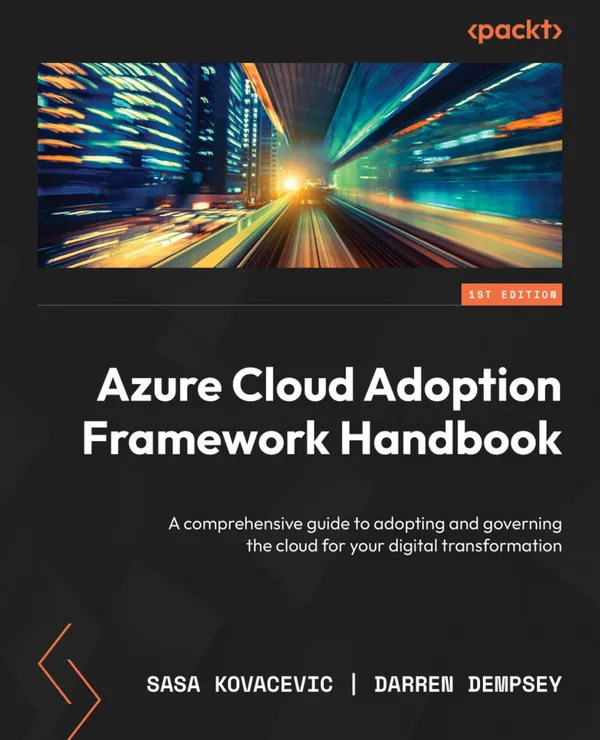 <packt>
1ST EDITION
Azure Cloud Adoption
Framework Handbook
A comprehensive guide to adopting and governing
the cloud for your digital transformation
SASA KOVACEVIC | DARREN DEMPSEY